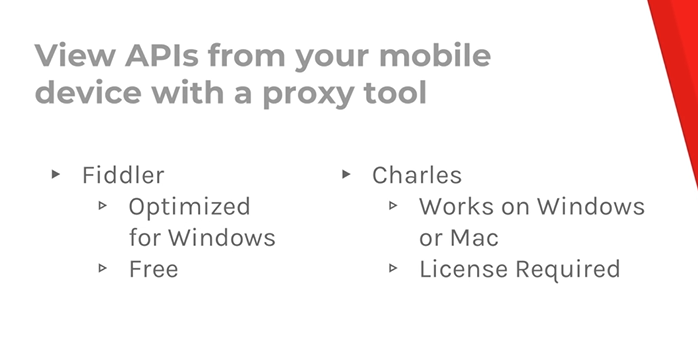 View APIs from your mobile
device with a proxy tool
Fiddler
Optimized
for Windows
Free
Charles
Works on Windows
or Mac
License Required